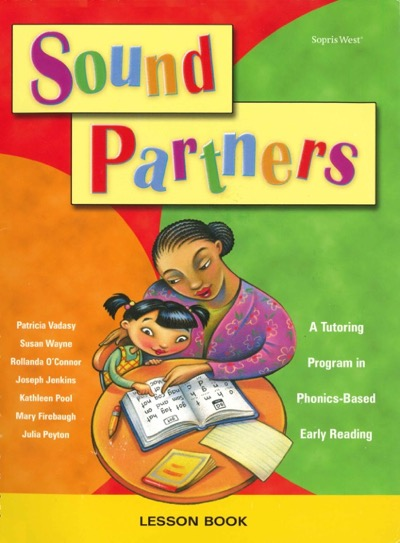 Sopris West®
Sound
Partners
Patricia Vadasy
Susan Wayne
Rollanda O'Connor
Joseph Jenkins
Kathleen Pool
Mary Firebaugh
Julia Peyton
A Tutoring
Program in
Phonics-Based
Early Reading
LESSON BOOK